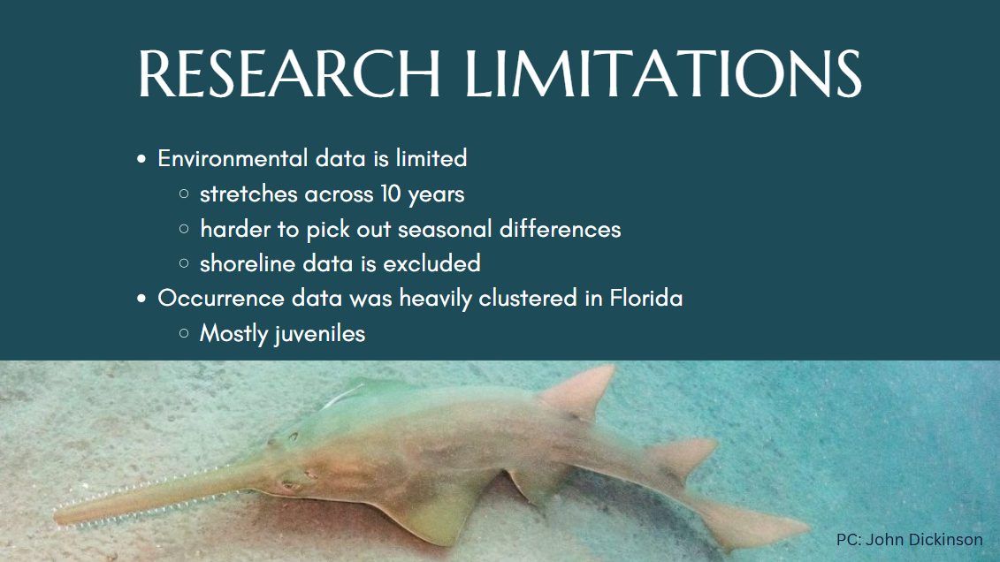 RESEARCH LIMITATIONS
Environmental data is limited
stretches across 10 years
harder to pick out seasonal differences
shoreline data is excluded
Occurrence data was heavily clustered in Florida
Mostly juveniles
PC: John Dickinson